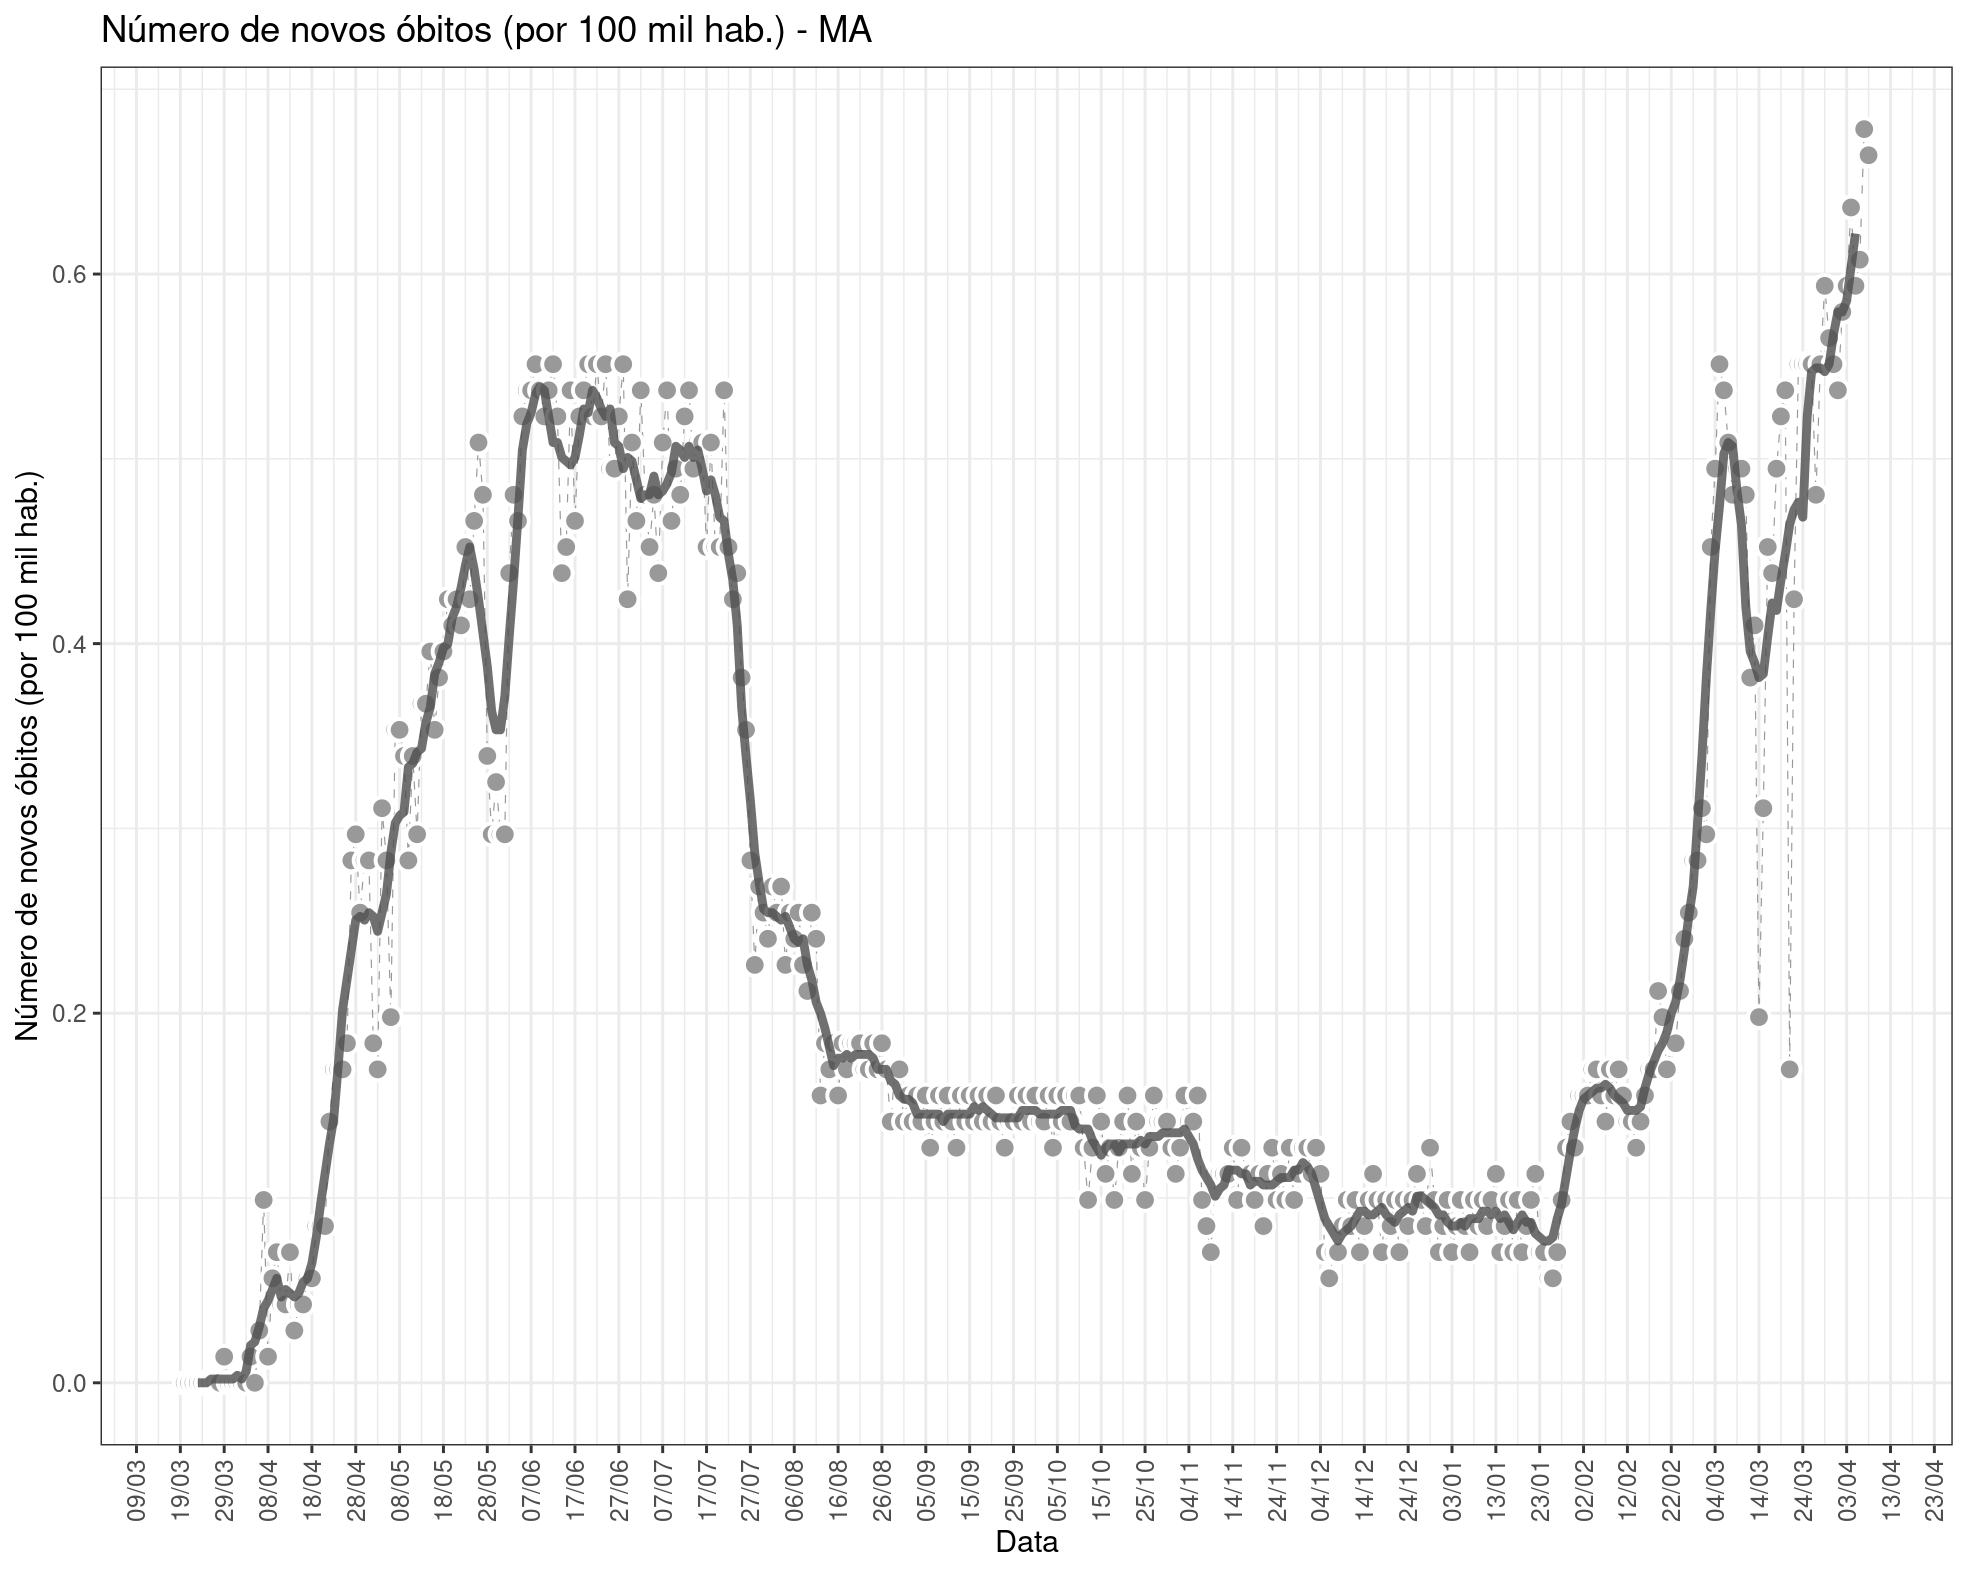 Número de novos óbitos (por 100 mil hab.) - MA
Número de novos óbitos (por 100 mil hab.)
0.6
0.4
0.2
0.0
09/03 19/03 29/03 08/04 18/04 28/04 08/05 18/05 28/05 07/06 17/06 27/06 07/07 17/07 27/07 06/08 16/08 26/08 05/09 15/09 25/09 05/10 15/10 25/10 04/11 14/11 24/11 04/12 14/12 24/12 03/01 13/01 23/01 02/02 12/02 22/02 04/03 14/03 24/03 03/04 13/04 23/04
Data